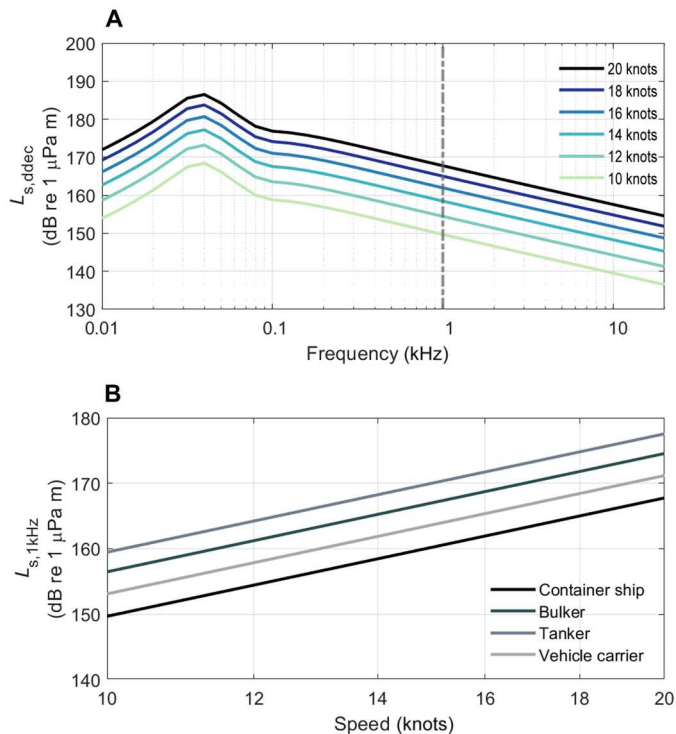 A
L_s,ddec
(dB re 1 μPa m)
200
190
180
170
160
150
140
130
20 knots
18 knots
16 knots
14 knots
12 knots
10 knots
0.01
0.1
1
10
Frequency (kHz)
B
L_s,1kHz
(dB re 1 μPa m)
180
170
160
150
140
Container ship
Bulker
Tanker
Vehicle carrier
10
12
14
16
18
20
Speed (knots)